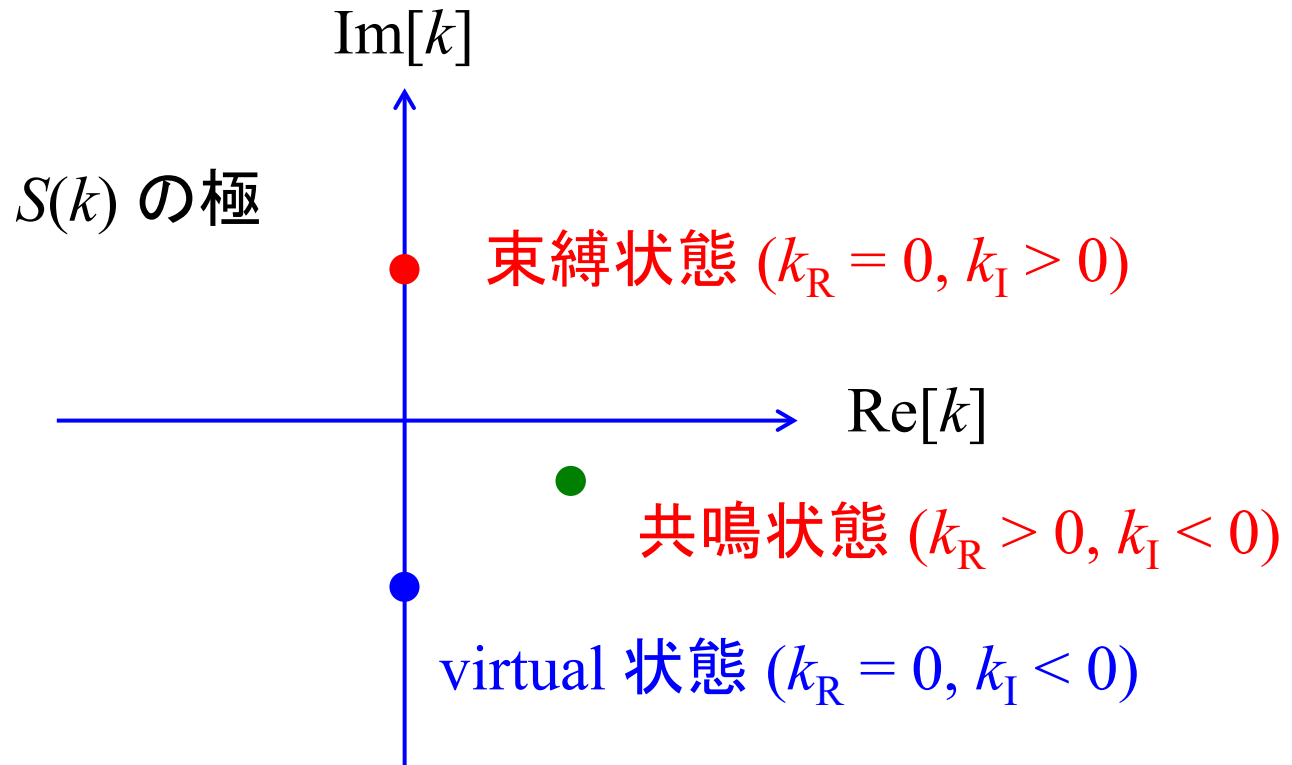 Im[k]
S(k) の極
束縛状態 (kR = 0, kI > 0)
Re[k]
共鳴状態 (kR > 0, kI < 0)
virtual 状態 (kR = 0, kI < 0)